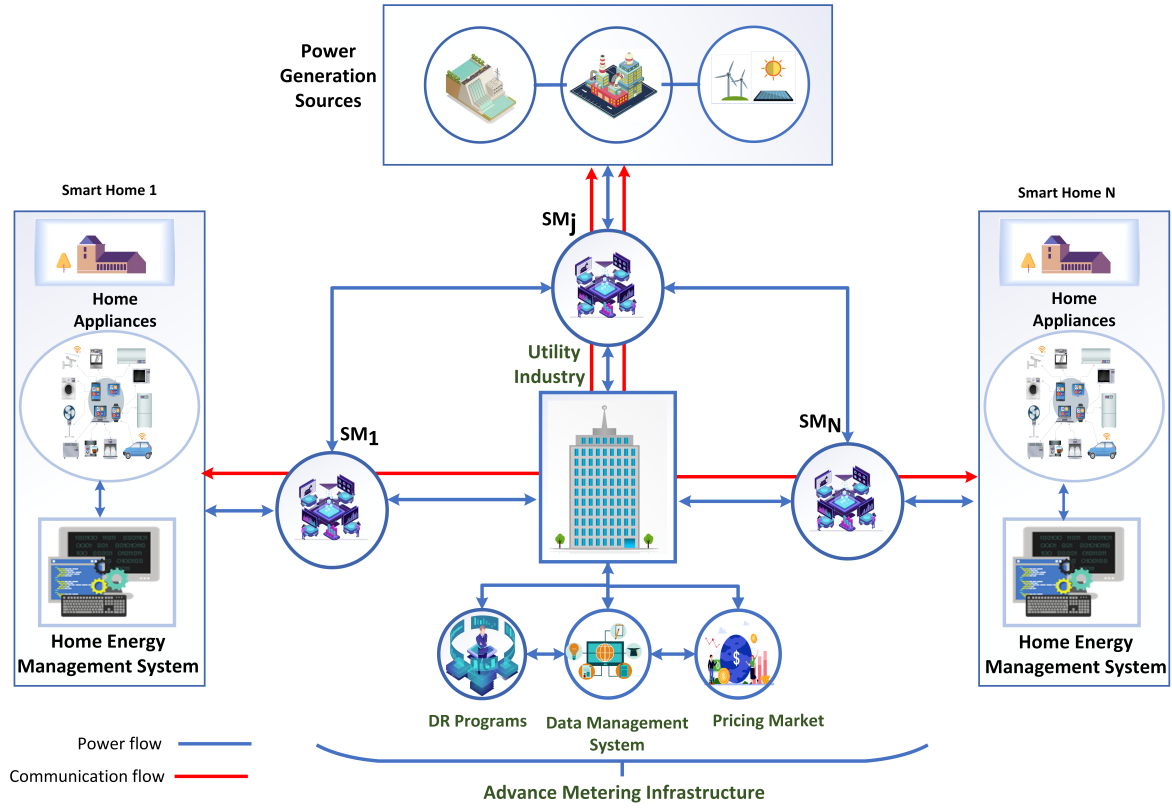 Power
Generation
Sources
Smart Home 1
Smart Home N
SMj
Home
Appliances
Home
Appliances
Utility
Industry
SM1
SMN
Home Energy
Management System
Home Energy
Management System
DR Programs
Data Management
System
Pricing Market
Power flow
Communication flow
Advance Metering Infrastructure